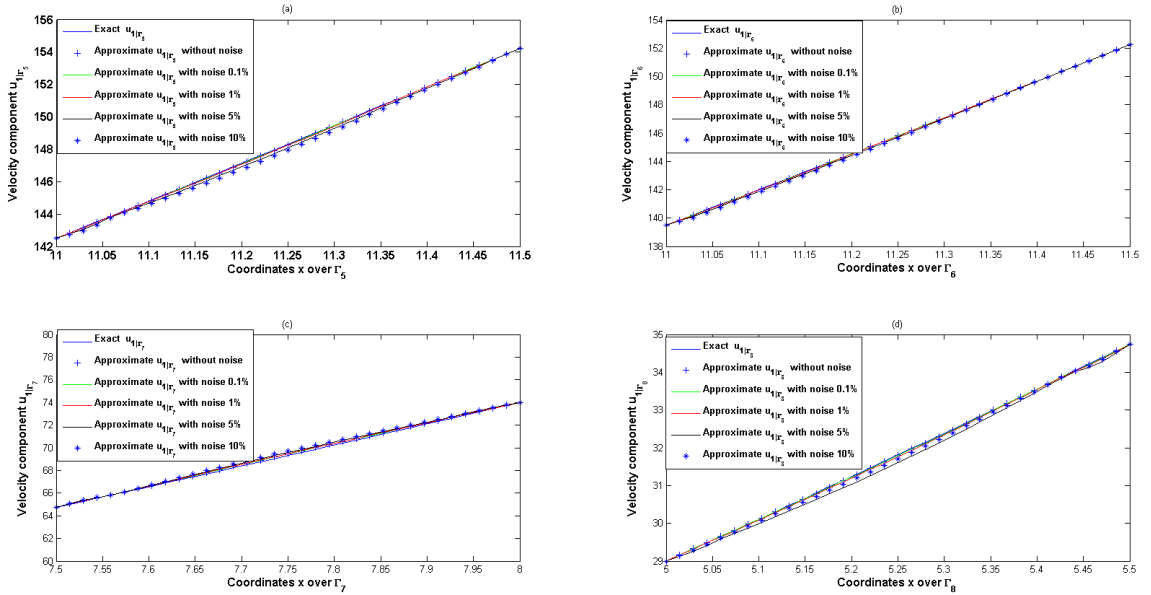 (a)
156
154
152
150
148
146
144
142
Velocity component u1|Γ5
Exact u1|Γ5
Approximate u1|Γ5 without noise
Approximate u1|Γ5 with noise 0.1%
Approximate u1|Γ5 with noise 1%
Approximate u1|Γ5 with noise 5%
Approximate u1|Γ5 with noise 10%
11 11.05 11.1 11.15 11.2 11.25 11.3 11.35 11.4 11.45 11.5
Coordinates x over Γ5
(b)
154
152
150
148
146
144
142
140
138
Velocity component u1|Γ6
Exact u1|Γ6
Approximate u1|Γ6 without noise
Approximate u1|Γ6 with noise 0.1%
Approximate u1|Γ6 with noise 1%
Approximate u1|Γ6 with noise 5%
Approximate u1|Γ6 with noise 10%
11 11.05 11.1 11.15 11.2 11.25 11.3 11.35 11.4 11.45 11.5
Coordinates x over Γ6
(c)
80
78
76
74
72
70
68
66
64
62
60
Velocity component u1|Γ7
Exact u1|Γ7
Approximate u1|Γ7 without noise
Approximate u1|Γ7 with noise 0.1%
Approximate u1|Γ7 with noise 1%
Approximate u1|Γ7 with noise 5%
Approximate u1|Γ7 with noise 10%
7.5 7.55 7.6 7.65 7.7 7.75 7.8 7.85 7.9 7.95 8
Coordinates x over Γ7
(d)
35
34
33
32
31
30
29
Velocity component u1|Γ8
Exact u1|Γ8
Approximate u1|Γ8 without noise
Approximate u1|Γ8 with noise 0.1%
Approximate u1|Γ8 with noise 1%
Approximate u1|Γ8 with noise 5%
Approximate u1|Γ8 with noise 10%
5 5.05 5.1 5.15 5.2 5.25 5.3 5.35 5.4 5.45 5.5
Coordinates x over Γ8